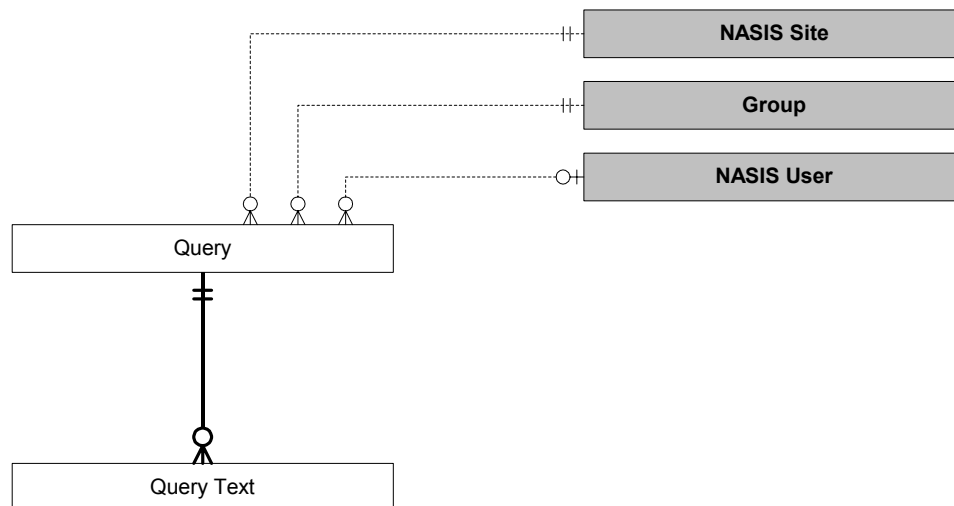 NASIS Site
Group
NASIS User
Query
Query Text